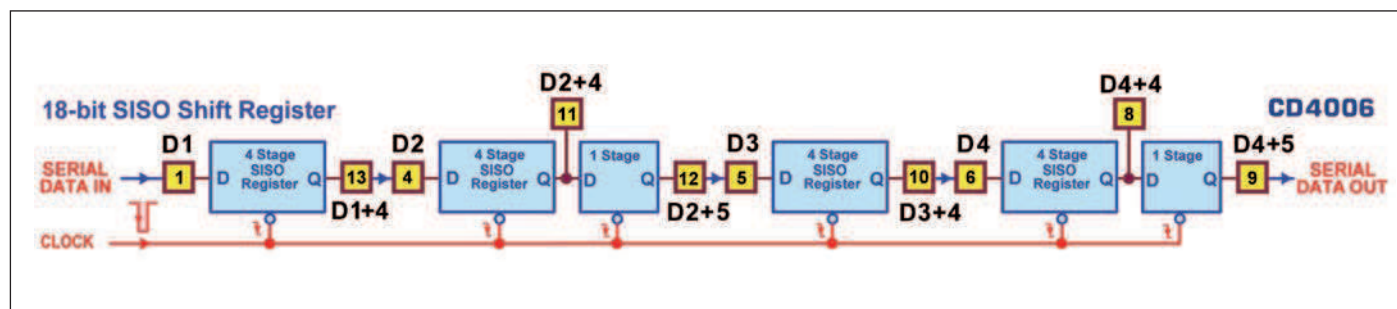 18-bit SISO Shift Register
CD4006
SERIAL
DATA IN
CLOCK
D1
1
D
4 Stage
SISO
Register
Q
13
D1+4
D2
4
D
4 Stage
SISO
Register
Q
D2+4
11
1 Stage
D
Q
12
D2+5
D3
5
D
4 Stage
SISO
Register
Q
10
D3+4
D4
6
D
4 Stage
SISO
Register
Q
D4+4
8
1 Stage
D
Q
D4+5
9
SERIAL
DATA OUT